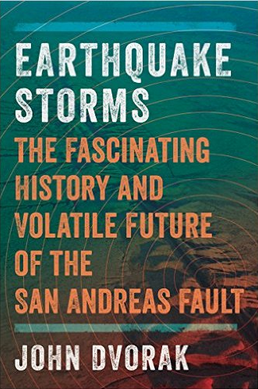 EARTHQUAKE
STORMS
THE FASCINATING
HISTORY AND
VOLATILE FUTURE
OF THE
SAN ANDREAS FAULT
JOHN DVORAK